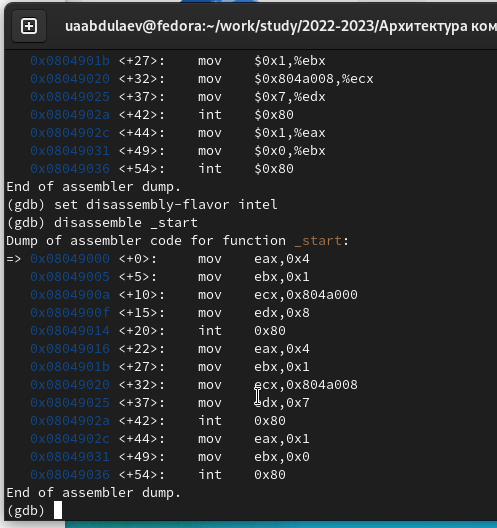 uaabdulaev@fedora:~/work/study/2022-2023/Архитектура ком
0x0804901b <+27>: mov $0x1,%ebx
0x08049020 <+32>: mov $0x804a008,%ecx
0x08049025 <+37>: mov $0x7,%edx
0x0804902a <+42>: int $0x80
0x0804902c <+44>: mov $0x1,%eax
0x08049031 <+49>: mov $0x0,%ebx
0x08049036 <+54>: int $0x80
End of assembler dump.
(gdb) set disassembly-flavor intel
(gdb) disassemble _start
Dump of assembler code for function _start:
=> 0x08049000 <+0>: mov eax,0x4
0x08049005 <+5>: mov ebx,0x1
0x0804900a <+10>: mov ecx,0x804a000
0x0804900f <+15>: mov edx,0x8
0x08049014 <+20>: int 0x80
0x08049016 <+22>: mov eax,0x4
0x0804901b <+27>: mov ebx,0x1
0x08049020 <+32>: mov ecx,0x804a008
0x08049025 <+37>: mov edx,0x7
0x0804902a <+42>: int 0x80
0x0804902c <+44>: mov eax,0x1
0x08049031 <+49>: mov ebx,0x0
0x08049036 <+54>: int 0x80
End of assembler dump.
(gdb)